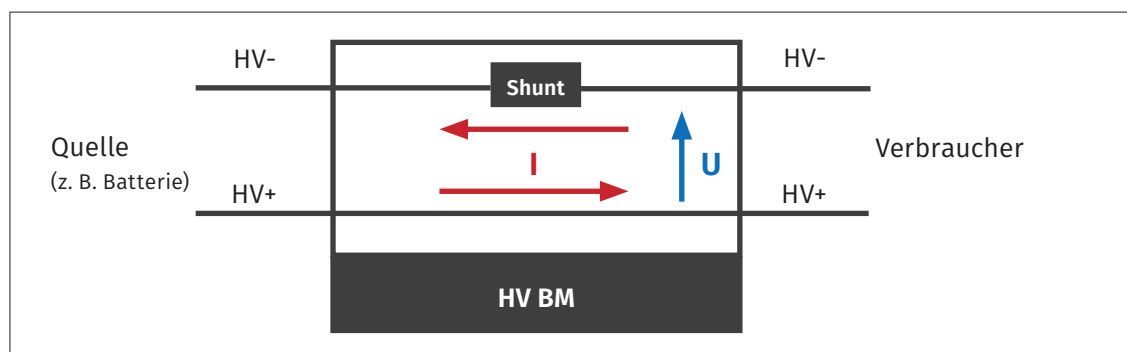 HV-
HV-
Shunt
Quelle
(z. B. Batterie)
I
U
Verbraucher
HV+
HV+
HV BM